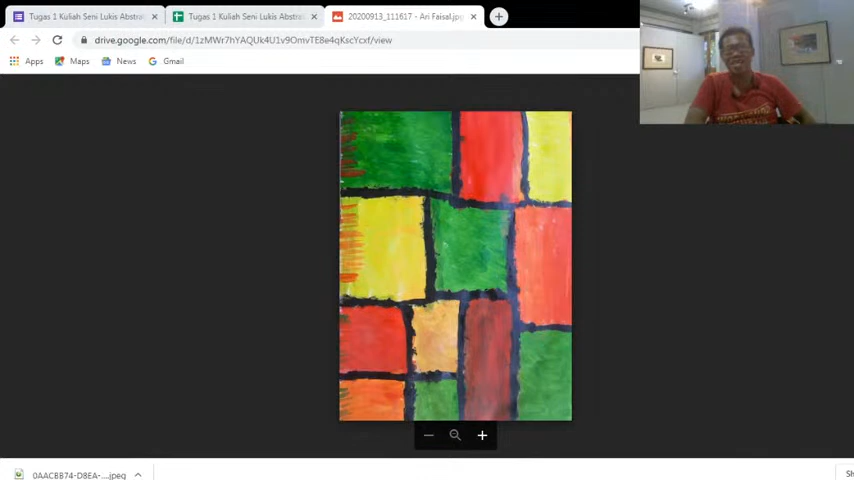 Tugas 1 Kuliah Seni Lukis Abstra
Tugas 1 Kuliah Seni Lukis Abstra
20200913_111617 - Ari Faisal.jpg
drive.google.com/file/d/1zMWr7hYAQUk4U1v9OmvTE8e4qKscYcxf/view
Apps
Maps
News
Gmail
0AACBB74-D8EA-....jpeg
Sh